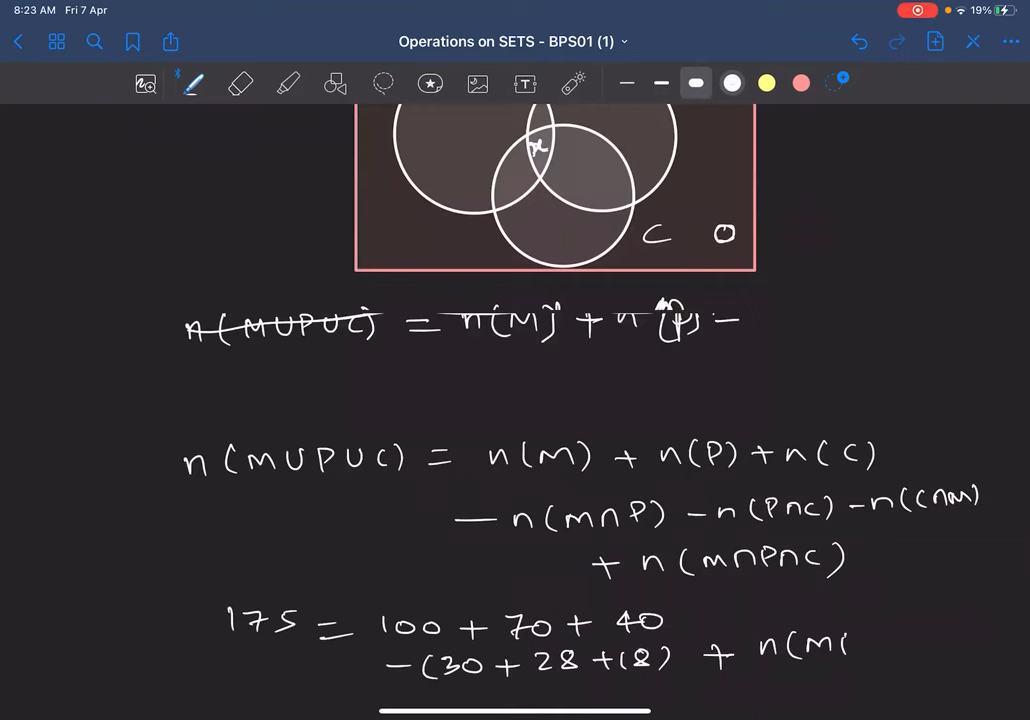 8:23 AM Fri 7 Apr
19%
Operations on SETS - BPS01 (1)
x
C O
n(MUPUC) = n(M) + n(P) -
n(MUPUC) = n(M) + n(P) + n(C)
- n(M∩P) - n(P∩C) - n(C∩M)
+ n(M∩P∩C)
175 = 100 + 70 + 40
-(30 + 28 + 18) + n(M(